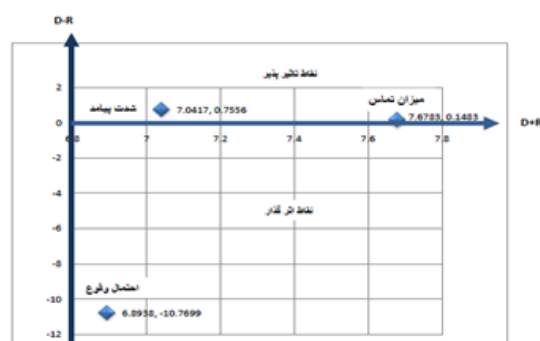 D-R
نقاط تاثیر پذیر
2
شدت پیامد
7.0417, 0.7556
میزان تماس
7.6783, 0.1483
0
D+R
6.8
7
7.2
7.4
7.6
7.8
-2
-4
نقاط اثر گذار
-6
-8
احتمال وقوع
-10
6.8938, -10.7699
-12